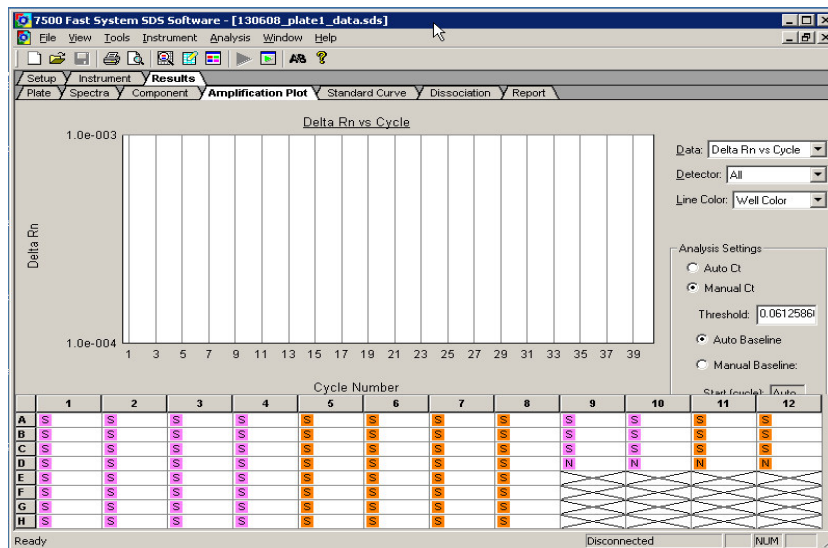 7500 Fast System SDS Software - [130608_plate1_data.sds]
File View Tools Instrument Analysis Window Help
Setup Instrument Results
Plate Spectra Component Amplification Plot Standard Curve Dissociation Report
Delta Rn vs Cycle
1.0e-003
Delta Rn
1.0e-004
1 3 5 7 9 11 13 15 17 19 21 23 25 27 29 31 33 35 37 39
Cycle Number
Data: Delta Rn vs Cycle
Detector: All
Line Color: Well Color
Analysis Settings
Auto Ct
Manual Ct
Threshold: 0.0612586
Auto Baseline
Manual Baseline:
Start (cycle): Auto
1 2 3 4 5 6 7 8 9 10 11 12
A S S S S S S S S S S S S
B S S S S S S S S S S S S
C S S S S S S S S S S S S
D S S S S S S S S N N N N
E S S S S S S S S
F S S S S S S S S
G S S S S S S S S
H S S S S S S S S
Ready Disconnected NUM